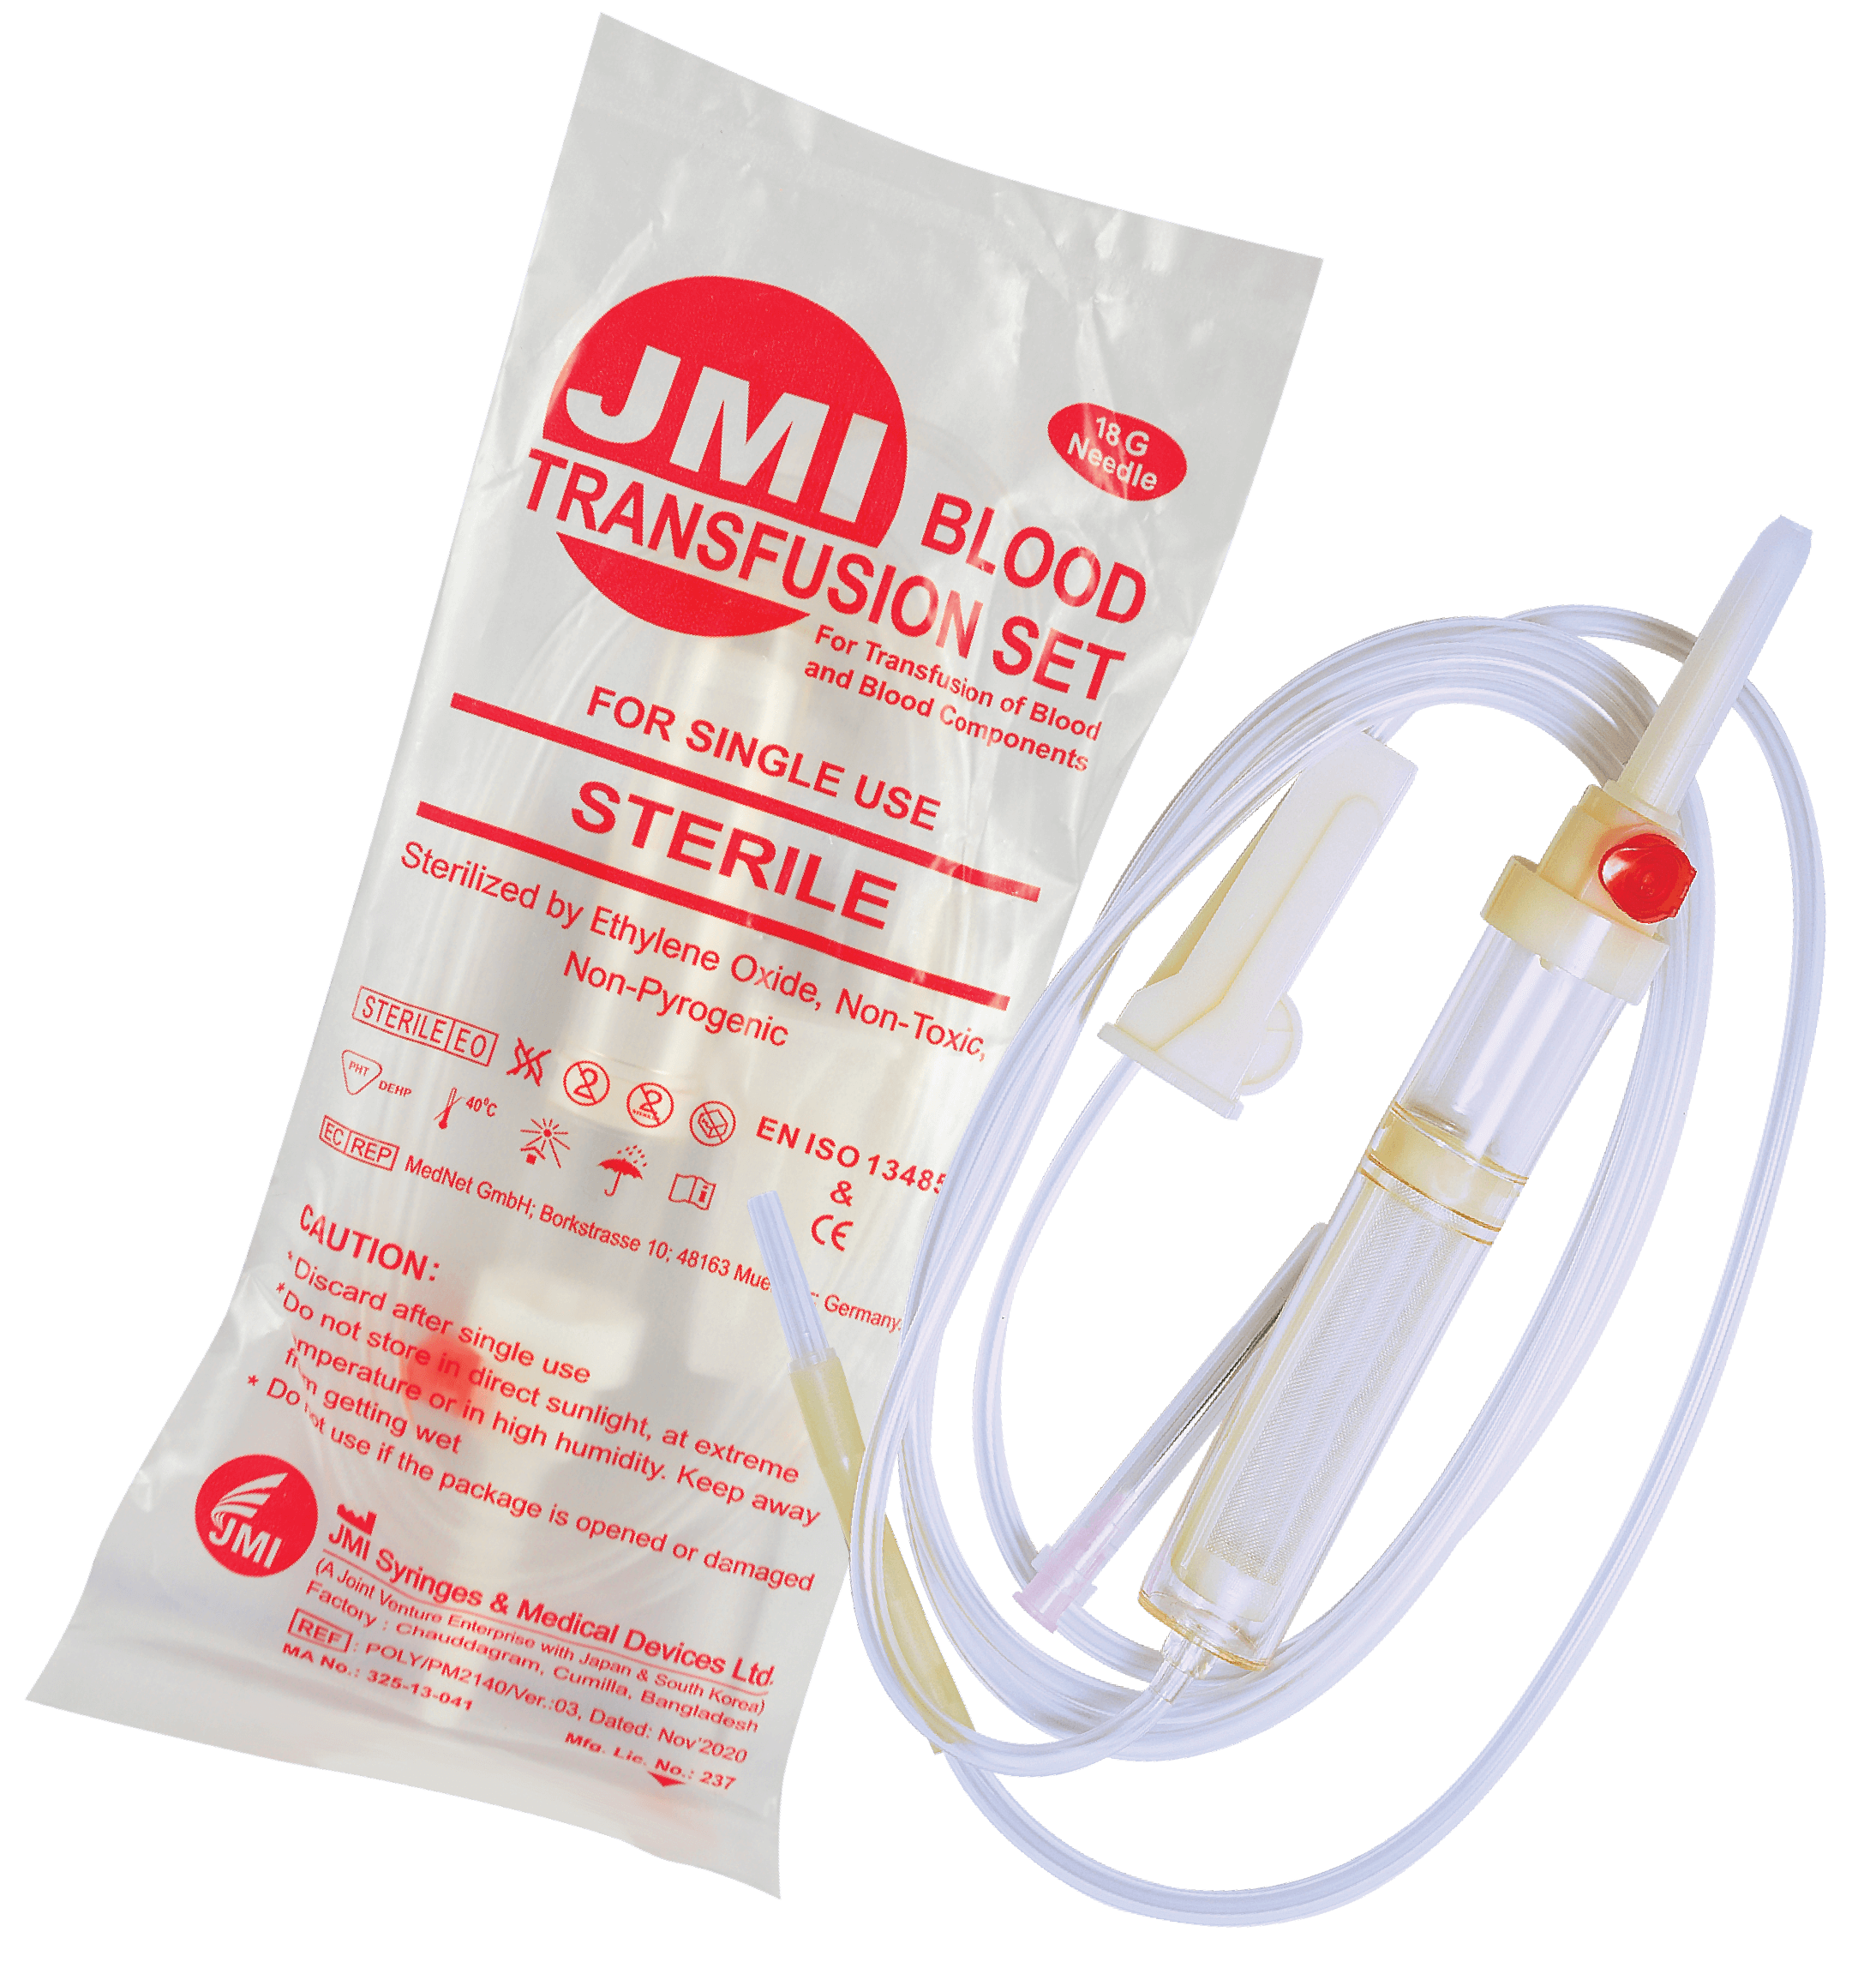 JMI
18 G
Needle
BLOOD
TRANSFUSION SET
For Transfusion of Blood
and Blood Components
FOR SINGLE USE
STERILE
Sterilized by Ethylene Oxide, Non-Toxic,
Non-Pyrogenic
STERILE EO
PHT DEHP
40°C
EN ISO 13485
&
CE
EC REP MedNet GmbH; Borkstrasse 10; 48163 Germany.
CAUTION:
* Discard after single use
* Do not store in direct sunlight, at extreme
mperature or in high humidity. Keep away
getting wet
* Do use if the package is opened or damaged
JMI
JMI Syringes & Medical Devices Ltd.
(A Joint Venture Enterprise with Japan & South Korea)
Factory : Chauddagram, Cumilla, Bangladesh
REF : POLY/PM2140/Ver.:03, Dated: Nov'2020
MA No.: 325-13-041
Mfg. Lic. No.: 237